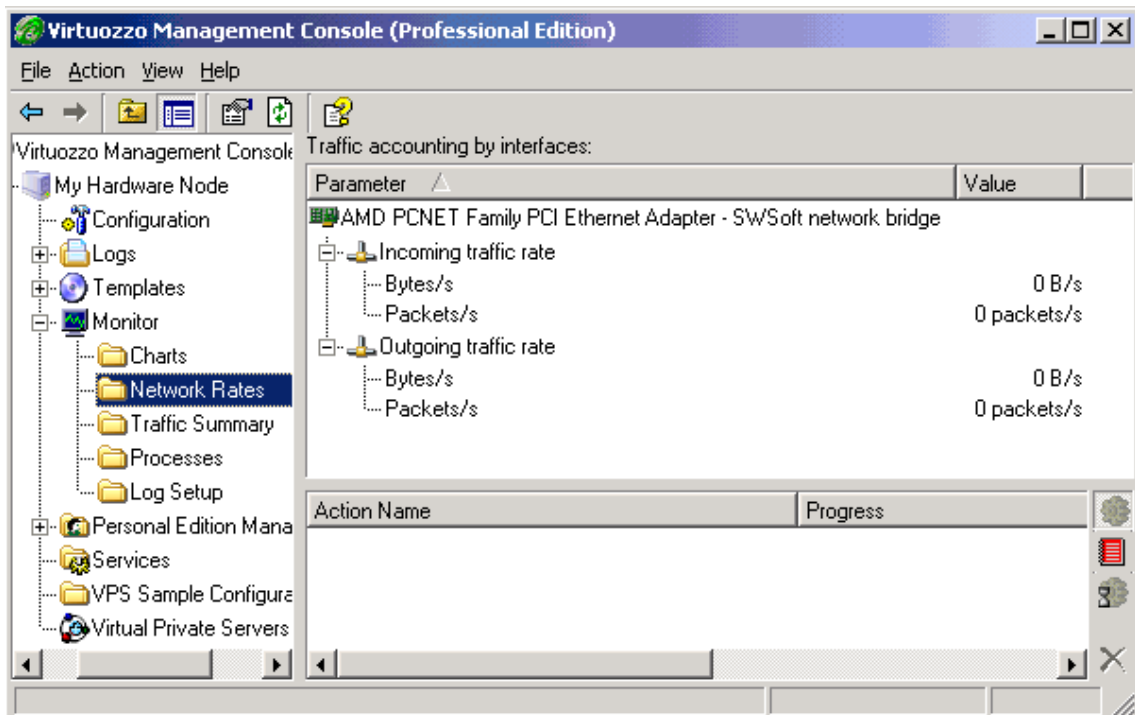 Virtuozzo Management Console (Professional Edition)
File Action View Help
Virtuozzo Management Console
My Hardware Node
Configuration
Logs
Templates
Monitor
Charts
Network Rates
Traffic Summary
Processes
Log Setup
Personal Edition Mana
Services
VPS Sample Configura
Virtual Private Servers
Traffic accounting by interfaces:
Parameter Value
AMD PCNET Family PCI Ethernet Adapter - SWSoft network bridge
Incoming traffic rate
Bytes/s 0 B/s
Packets/s 0 packets/s
Outgoing traffic rate
Bytes/s 0 B/s
Packets/s 0 packets/s
Action Name Progress